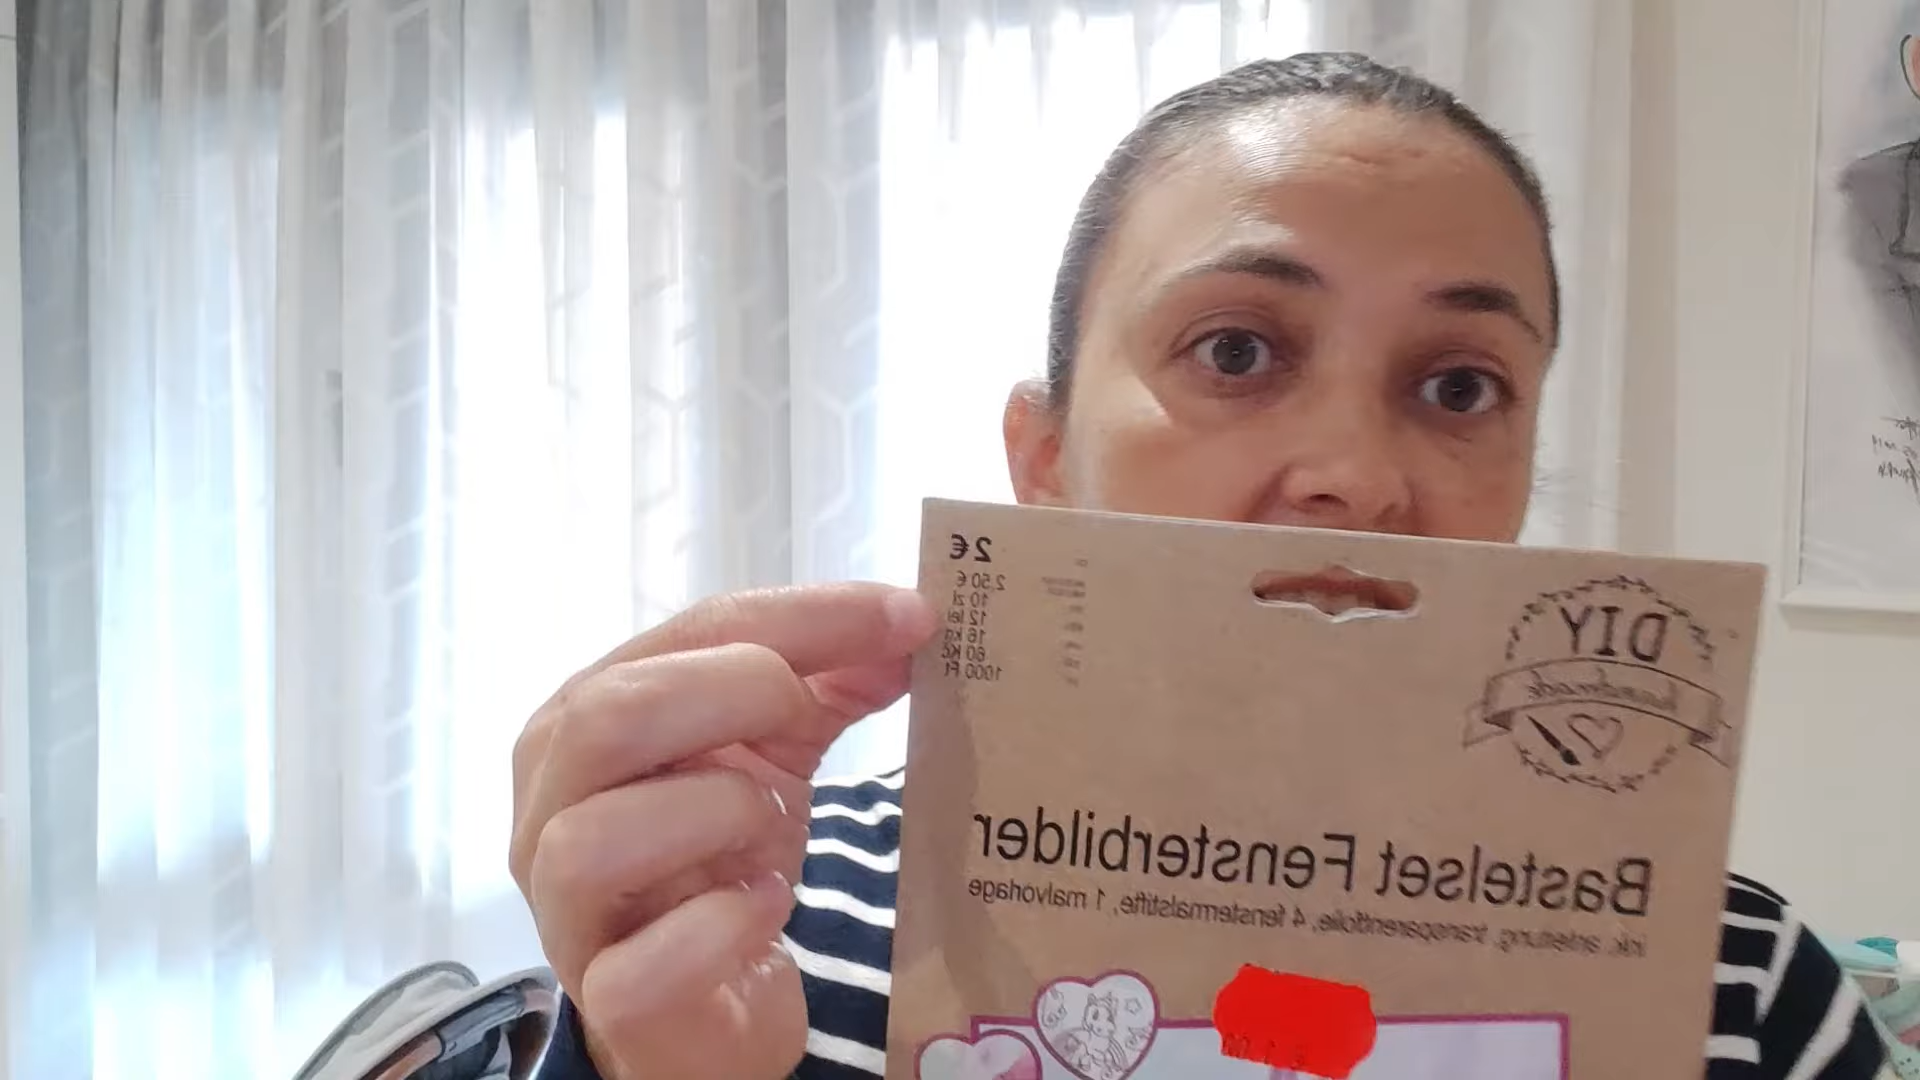 2€
2,50 €
10 zł
12 lei
16 kn
60 Kč
1000 Ft
DIY
handmade
Bastelset Fensterbilder
ink. anleitung, transparentfolie, 4 fenstermalstifte, 1 malvorlage